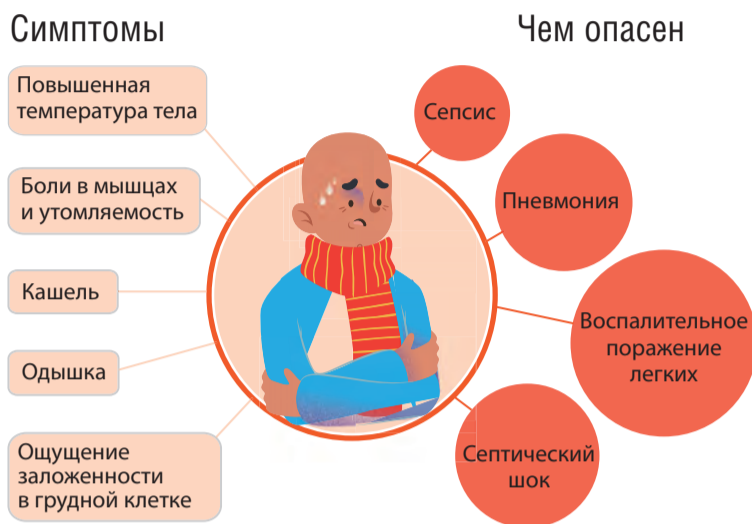 Симптомы
Повышенная
температура тела
Боли в мышцах
и утомляемость
Кашель
Одышка
Ощущение
заложенности
в грудной клетке
Чем опасен
Сепсис
Пневмония
Воспалительное
поражение
легких
Септический
шок